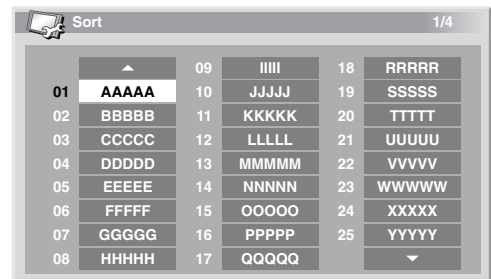 Sort 1/4
01 AAAAA
02 BBBBB
03 CCCCC
04 DDDDD
05 EEEEE
06 FFFFF
07 GGGGG
08 HHHHH
09 IIIII
10 JJJJJ
11 KKKKK
12 LLLLL
13 MMMMM
14 NNNNN
15 OOOOO
16 PPPPP
17 QQQQQ
18 RRRRR
19 SSSSS
20 TTTTT
21 UUUUU
22 VVVVV
23 WWWWW
24 XXXXX
25 YYYYY